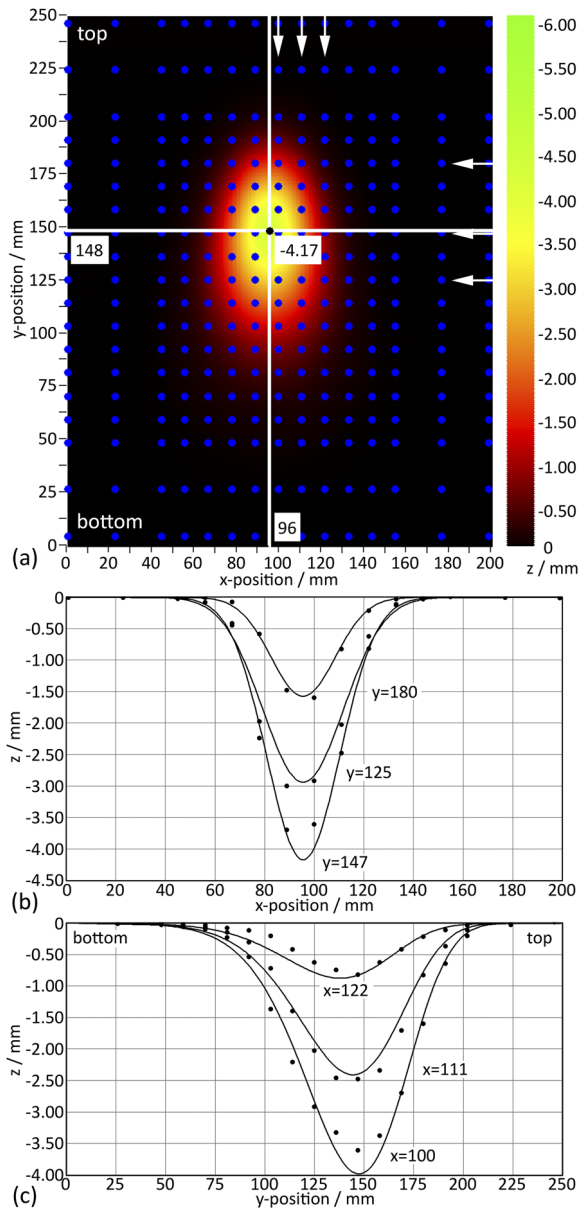 top
bottom
148
-4.17
96
250
225
200
175
150
125
100
75
50
25
0
y-position / mm
0 20 40 60 80 100 120 140 160 180 200
x-position / mm
-6.00
-5.00
-4.50
-4.00
-3.50
-3.00
-2.50
-2.00
-1.50
-1.00
-0.50
0
z / mm
(a)
0
-0.50
-1.00
-1.50
-2.00
-2.50
-3.00
-3.50
-4.00
-4.50
z / mm
y=180
y=125
y=147
0 20 40 60 80 100 120 140 160 180 200
x-position / mm
(b)
0
-0.50
-1.00
-1.50
-2.00
-2.50
-3.00
-3.50
-4.00
z / mm
bottom
top
x=122
x=111
x=100
0 25 50 75 100 125 150 175 200 225 250
y-position / mm
(c)